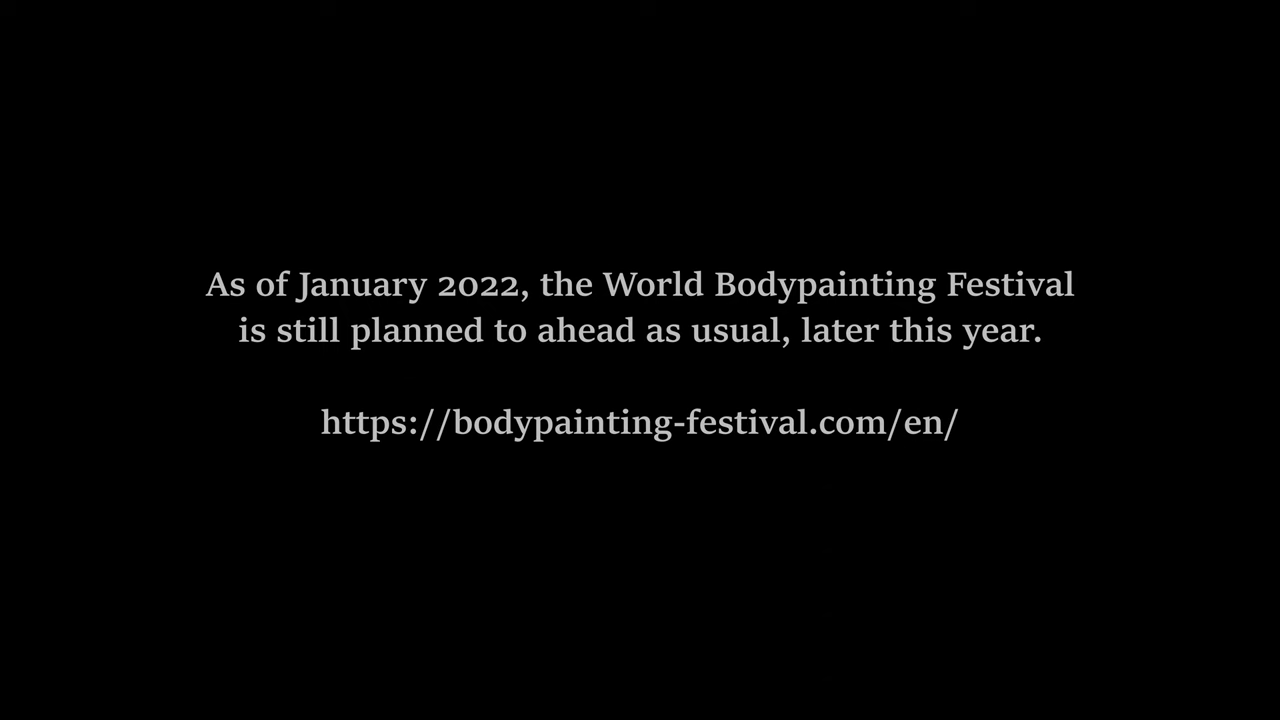 As of January 2022, the World Bodypainting Festival
is still planned to ahead as usual, later this year.
https://bodypainting-festival.com/en/